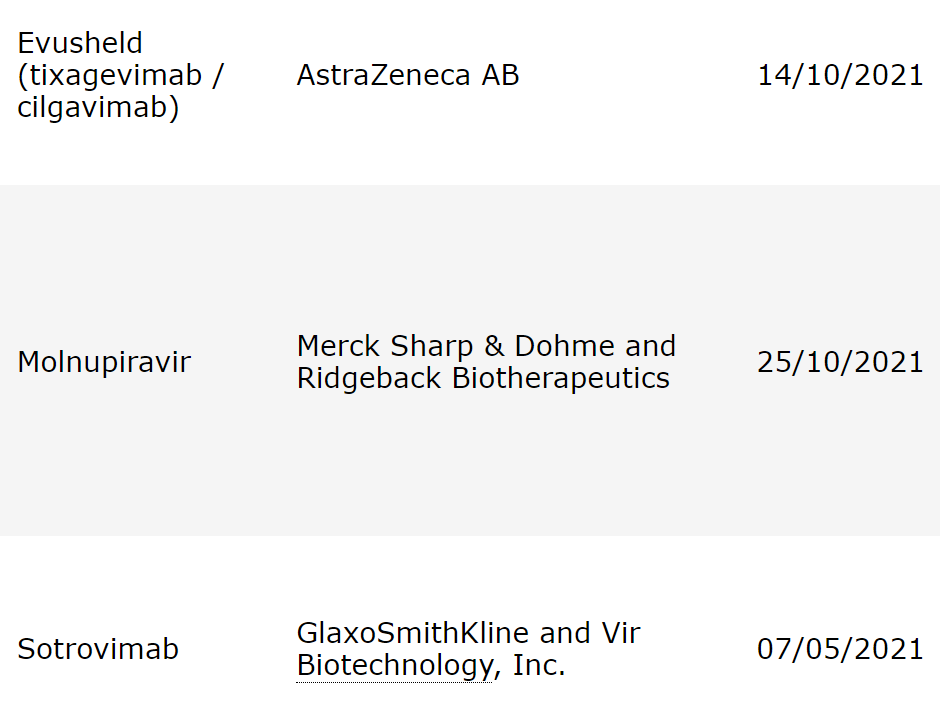 Evusheld
(tixagevimab /
cilgavimab)
AstraZeneca AB
14/10/2021
Molnupiravir
Merck Sharp & Dohme and
Ridgeback Biotherapeutics
25/10/2021
Sotrovimab
GlaxoSmithKline and Vir
Biotechnology, Inc.
07/05/2021